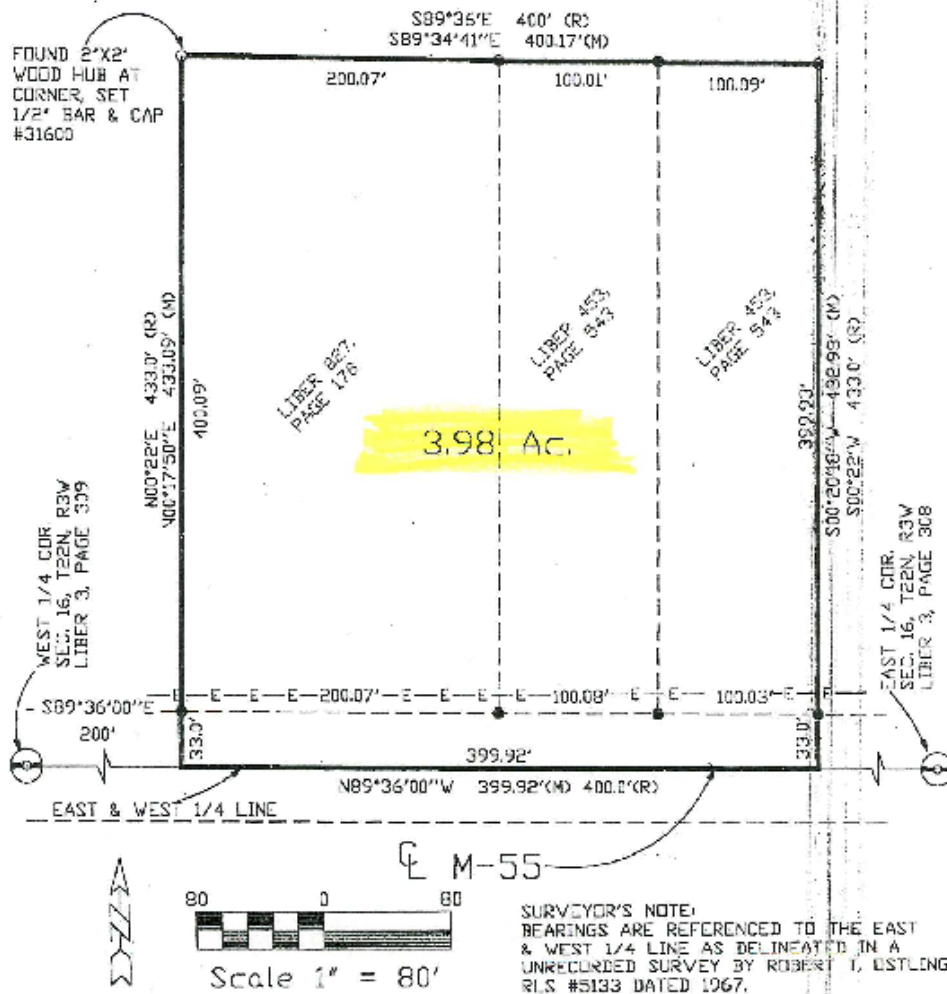 S89°35'E 400' (R)
S89°34'41"E 400.17'(M)
FOUND 2"X2"
WOOD HUB AT
CORNER, SET
1/2" BAR & CAP
#31600
200.07' 100.01' 100.09'
N00°22'E 433.0' (R)
N00°17'50"E 433.09' (M)
400.09'
LIBER 827,
PAGE 176
LIBER 453,
PAGE 543
LIBER 453,
PAGE 543
399.93'
S00°20'18"W 432.93' (M)
S00°22'W 433.0' (R)
3.98 Ac.
WEST 1/4 COR
SEC. 16, T22N, R3W
LIBER 3, PAGE 309
EAST 1/4 COR.
SEC. 16, T22N, R3W
LIBER 3, PAGE 308
E E E E 200.07' E E E E 100.08' E E 100.03' E E
S89°36'00"E
200'
33.0'
33.0'
399.92'
N89°36'00"W 399.92'(M) 400.0'(R)
EAST & WEST 1/4 LINE
℄ M-55
N
80 0 80
Scale 1" = 80'
SURVEYOR'S NOTE:
BEARINGS ARE REFERENCED TO THE EAST
& WEST 1/4 LINE AS DELINEATED IN A
UNRECORDED SURVEY BY ROBERT T. OSTLING
RLS #5133 DATED 1967.